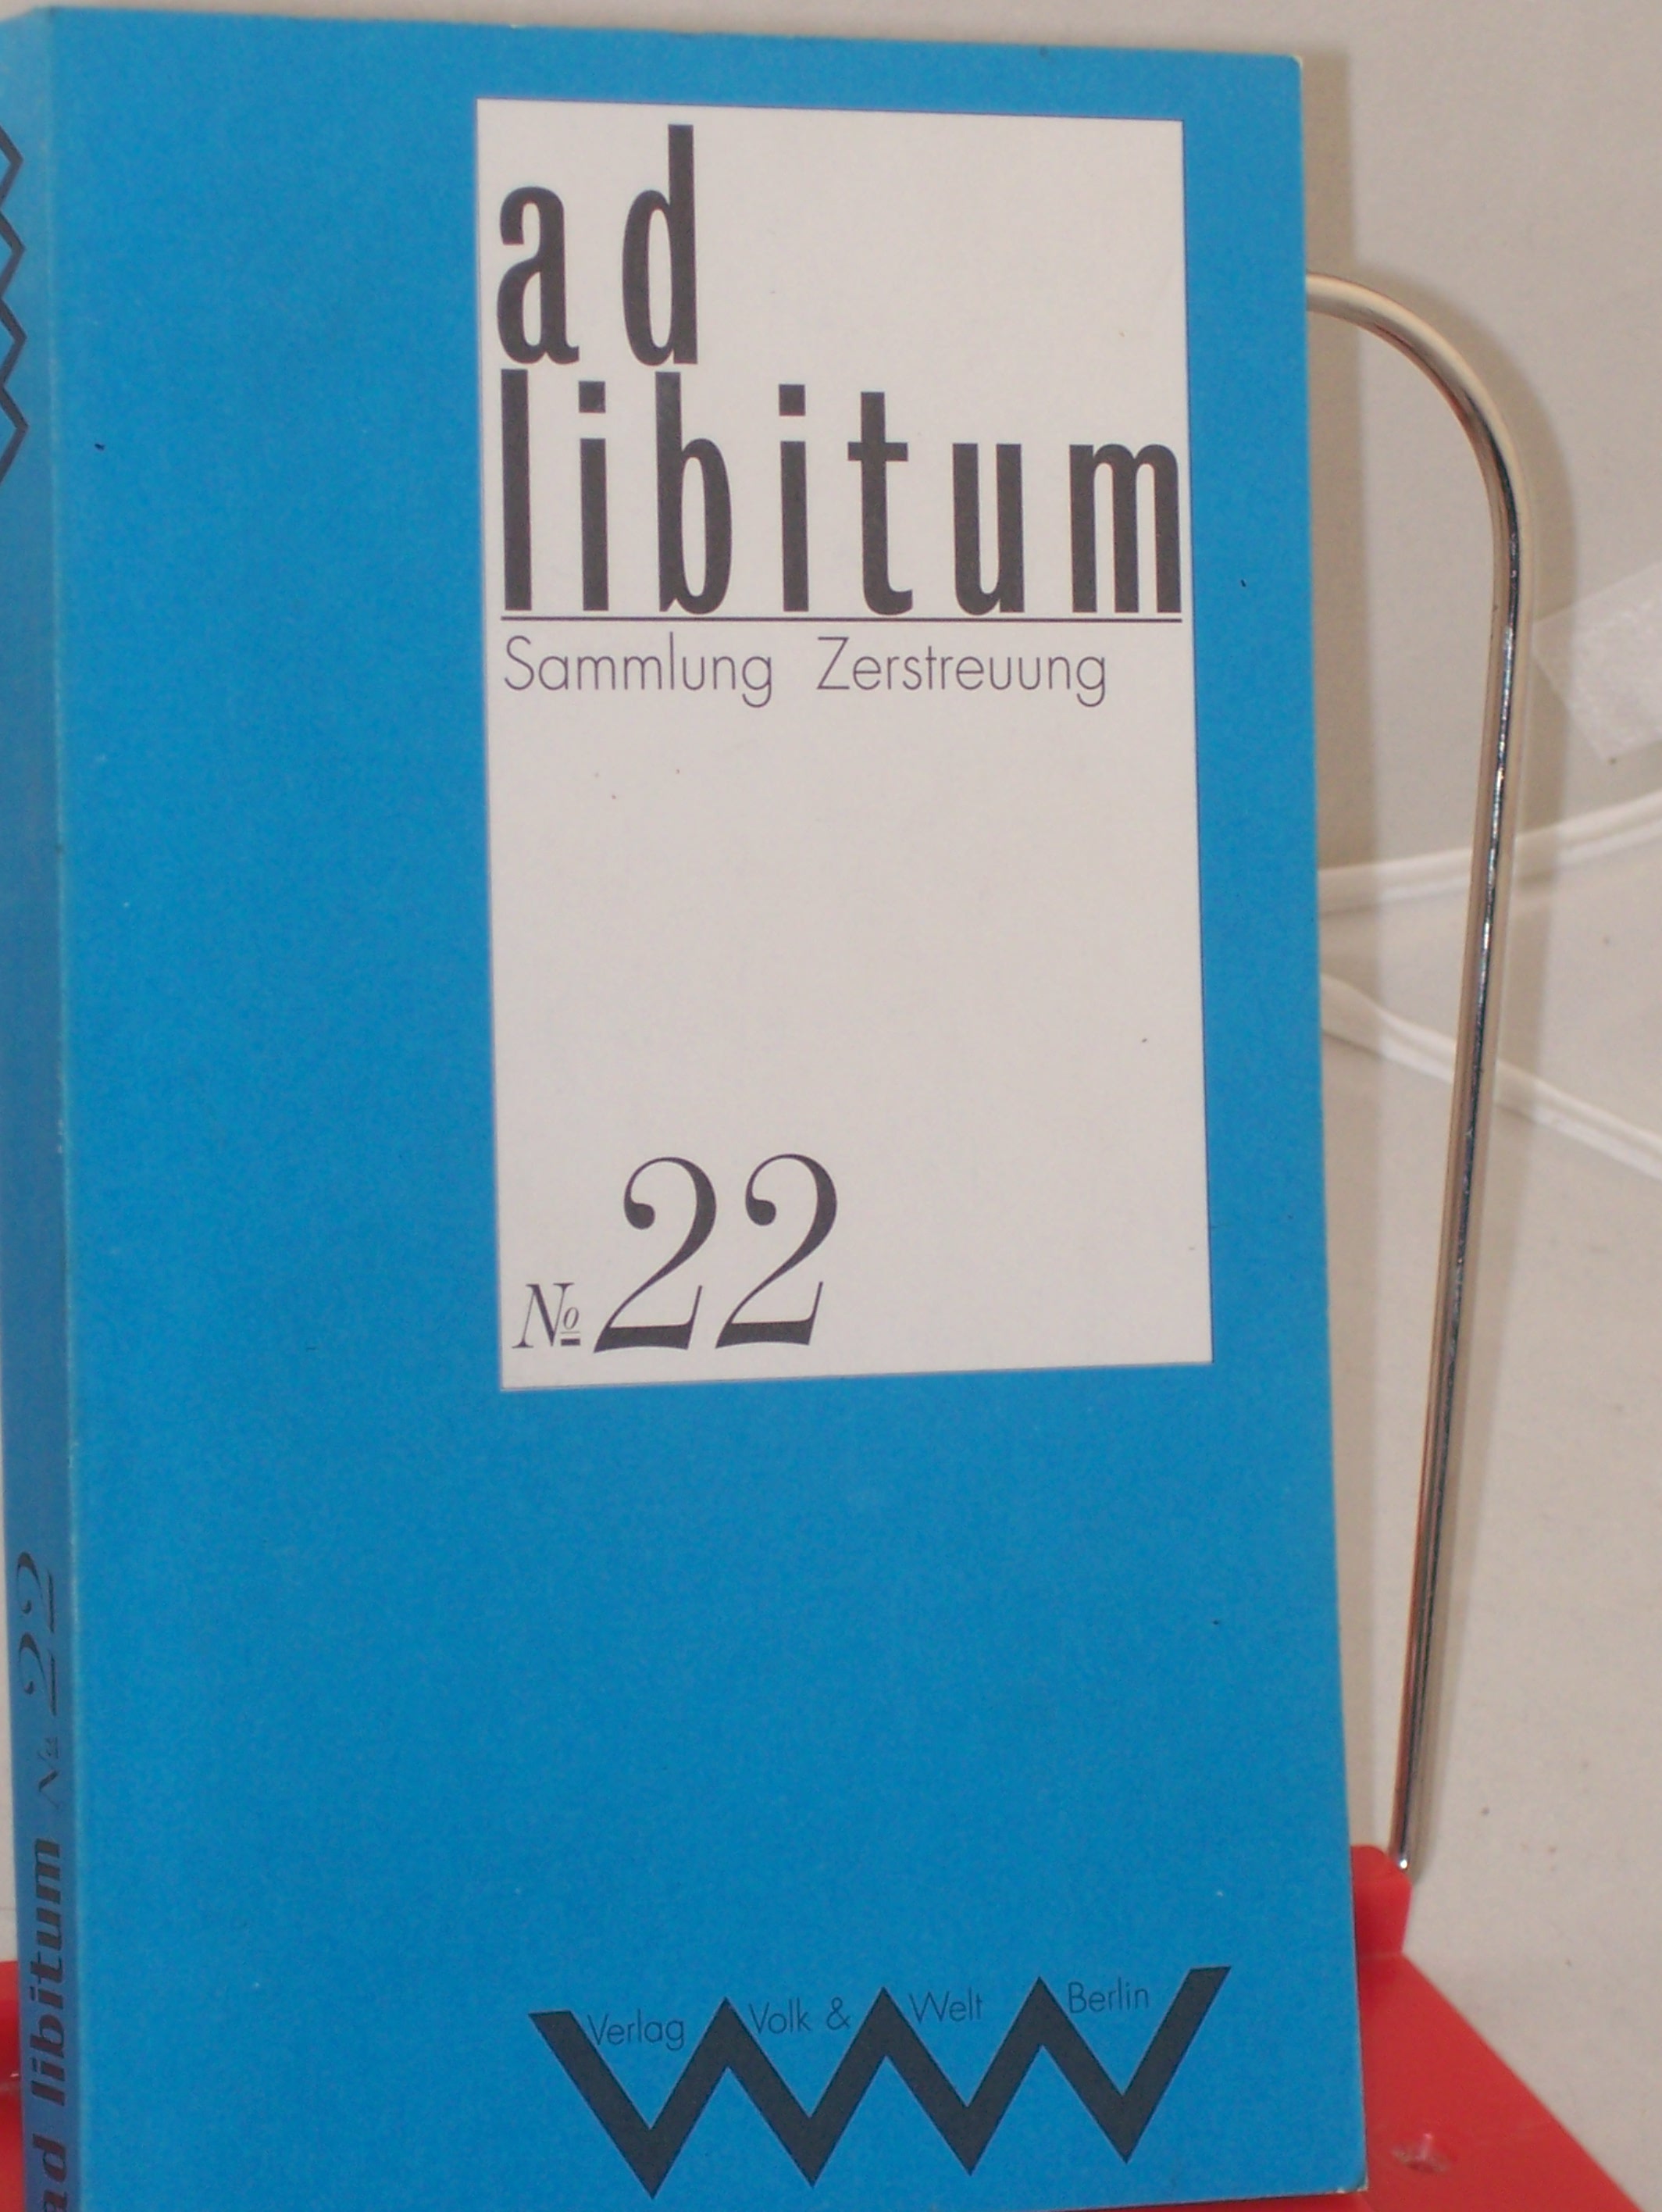 ad
libitum
Sammlung Zerstreuung
№ 22
Verlag Volk & Welt Berlin
ad libitum № 22